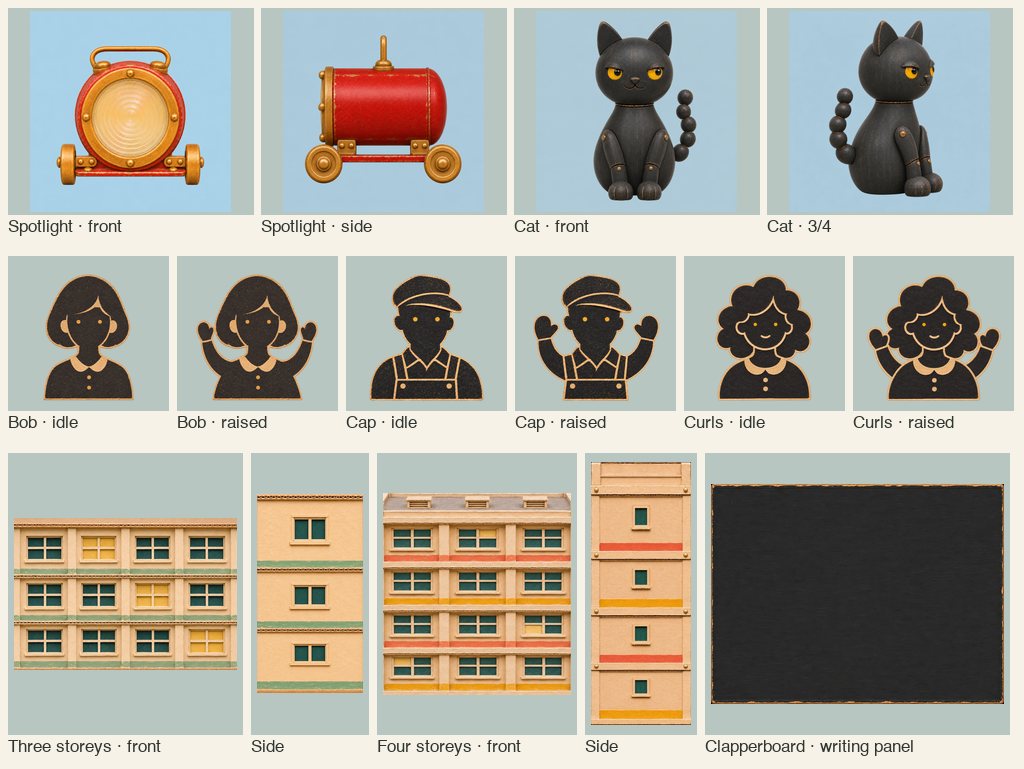 Spotlight · front
Spotlight · side
Cat · front
Cat · 3/4
Bob · idle
Bob · raised
Cap · idle
Cap · raised
Curls · idle
Curls · raised
Three storeys · front
Side
Four storeys · front
Side
Clapperboard · writing panel